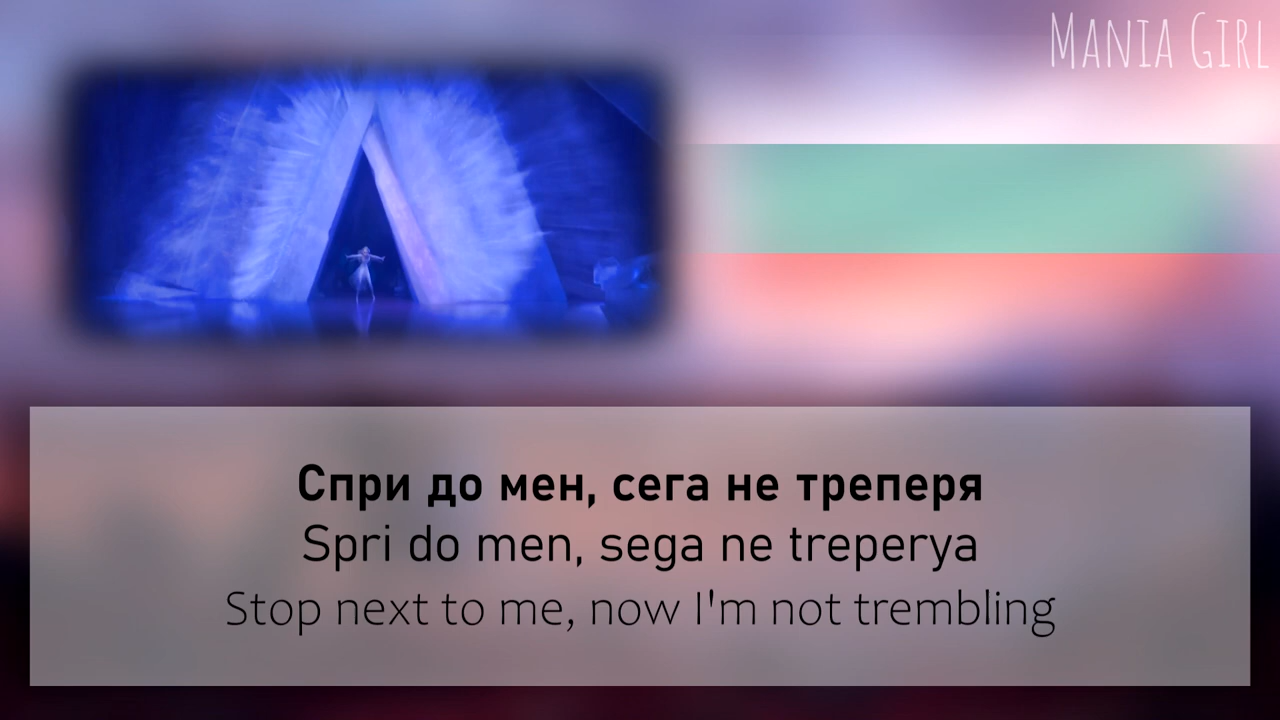 Mania Girl
Спри до мен, сега не треперя
Spri do men, sega ne treperya
Stop next to me, now I'm not trembling